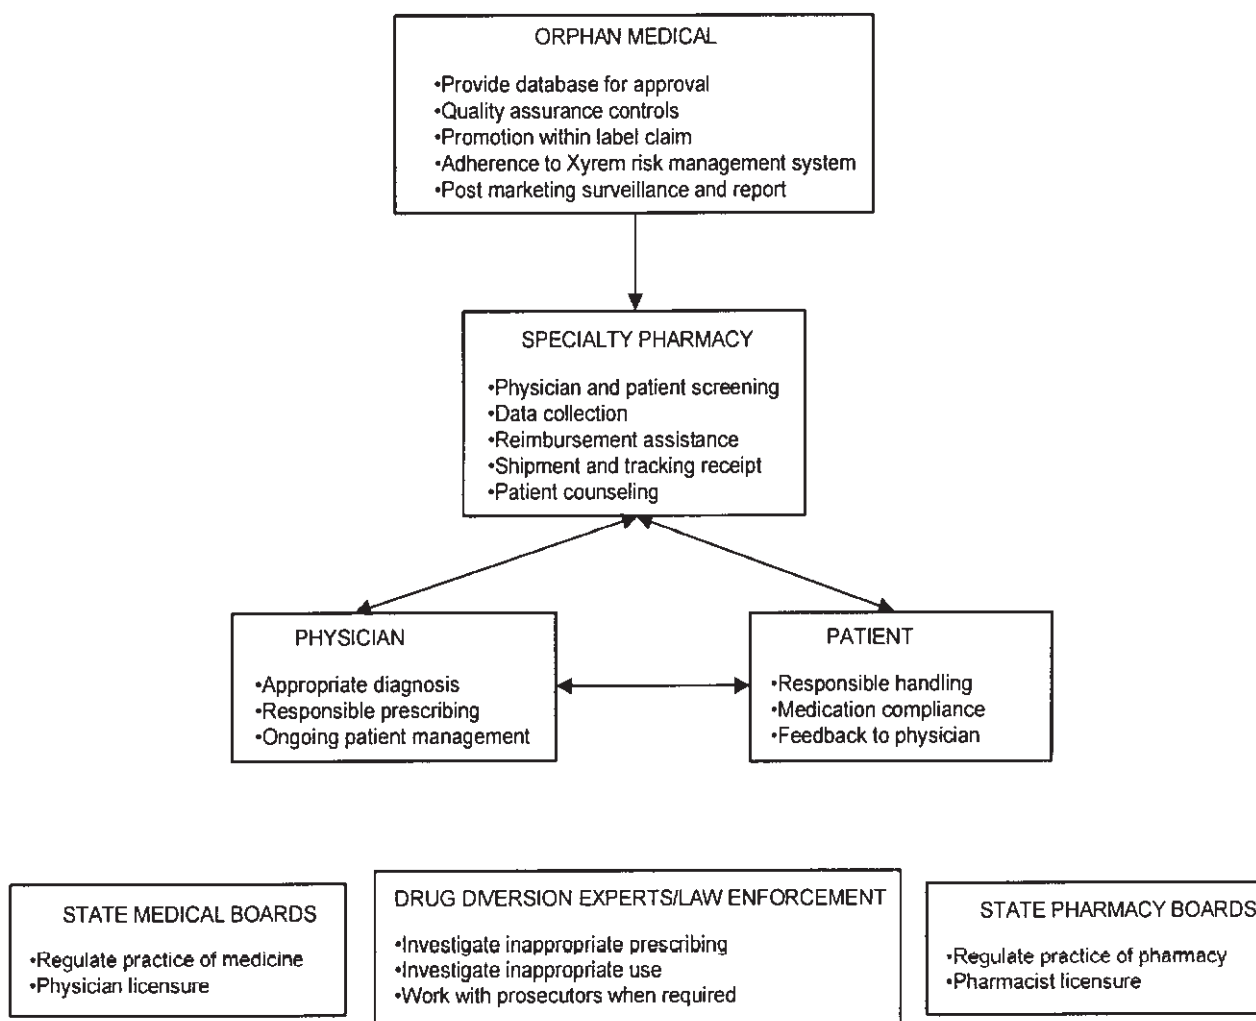 ORPHAN MEDICAL
•Provide database for approval
•Quality assurance controls
•Promotion within label claim
•Adherence to Xyrem risk management system
•Post marketing surveillance and report
SPECIALTY PHARMACY
•Physician and patient screening
•Data collection
•Reimbursement assistance
•Shipment and tracking receipt
•Patient counseling
PHYSICIAN
•Appropriate diagnosis
•Responsible prescribing
•Ongoing patient management
PATIENT
•Responsible handling
•Medication compliance
•Feedback to physician
STATE MEDICAL BOARDS
•Regulate practice of medicine
•Physician licensure
DRUG DIVERSION EXPERTS/LAW ENFORCEMENT
•Investigate inappropriate prescribing
•Investigate inappropriate use
•Work with prosecutors when required
STATE PHARMACY BOARDS
•Regulate practice of pharmacy
•Pharmacist licensure